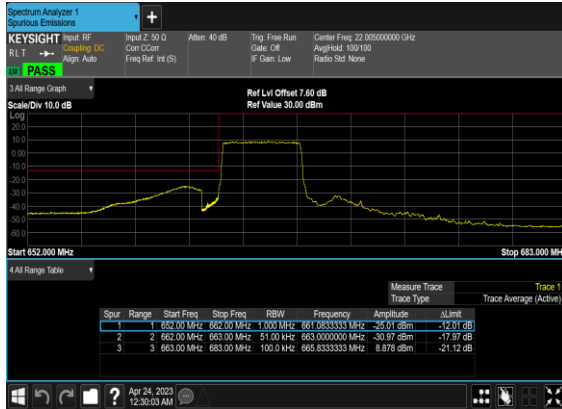 Spectrum Analyzer 1
Spurious Emissions
+
KEYSIGHT Input: RF Input Z: 50 Ω Atten: 40 dB Trig: Free Run Center Freq: 22.005000000 GHz
RLT Coupling: DC Corr CCorr Gate: Off Avg|Hold: 100/100
Align: Auto Freq Ref: Int (S) IF Gain: Low Radio Std: None
PASS
3 All Range Graph
Ref Lvl Offset 7.60 dB
Scale/Div 10.0 dB Ref Value 30.00 dBm
Log
20.0
10.0
0.00
-10.0
-20.0
-30.0
-40.0
-50.0
-60.0
Start 652.000 MHz Stop 683.000 MH
4 All Range Table
Measure Trace Trace 1
Trace Type Trace Average (Active)
Spur Range Start Freq Stop Freq RBW Frequency Amplitude ΔLimit
1 1 652.00 MHz 662.00 MHz 1.000 MHz 661.0833333 MHz -25.01 dBm -12.01 dB
2 2 662.00 MHz 663.00 MHz 51.00 kHz 663.0000000 MHz -30.97 dBm -17.97 dB
3 3 663.00 MHz 683.00 MHz 100.0 kHz 665.8333333 MHz 8.878 dBm -21.12 dB
? Apr 24, 2023
12:30:03 AM